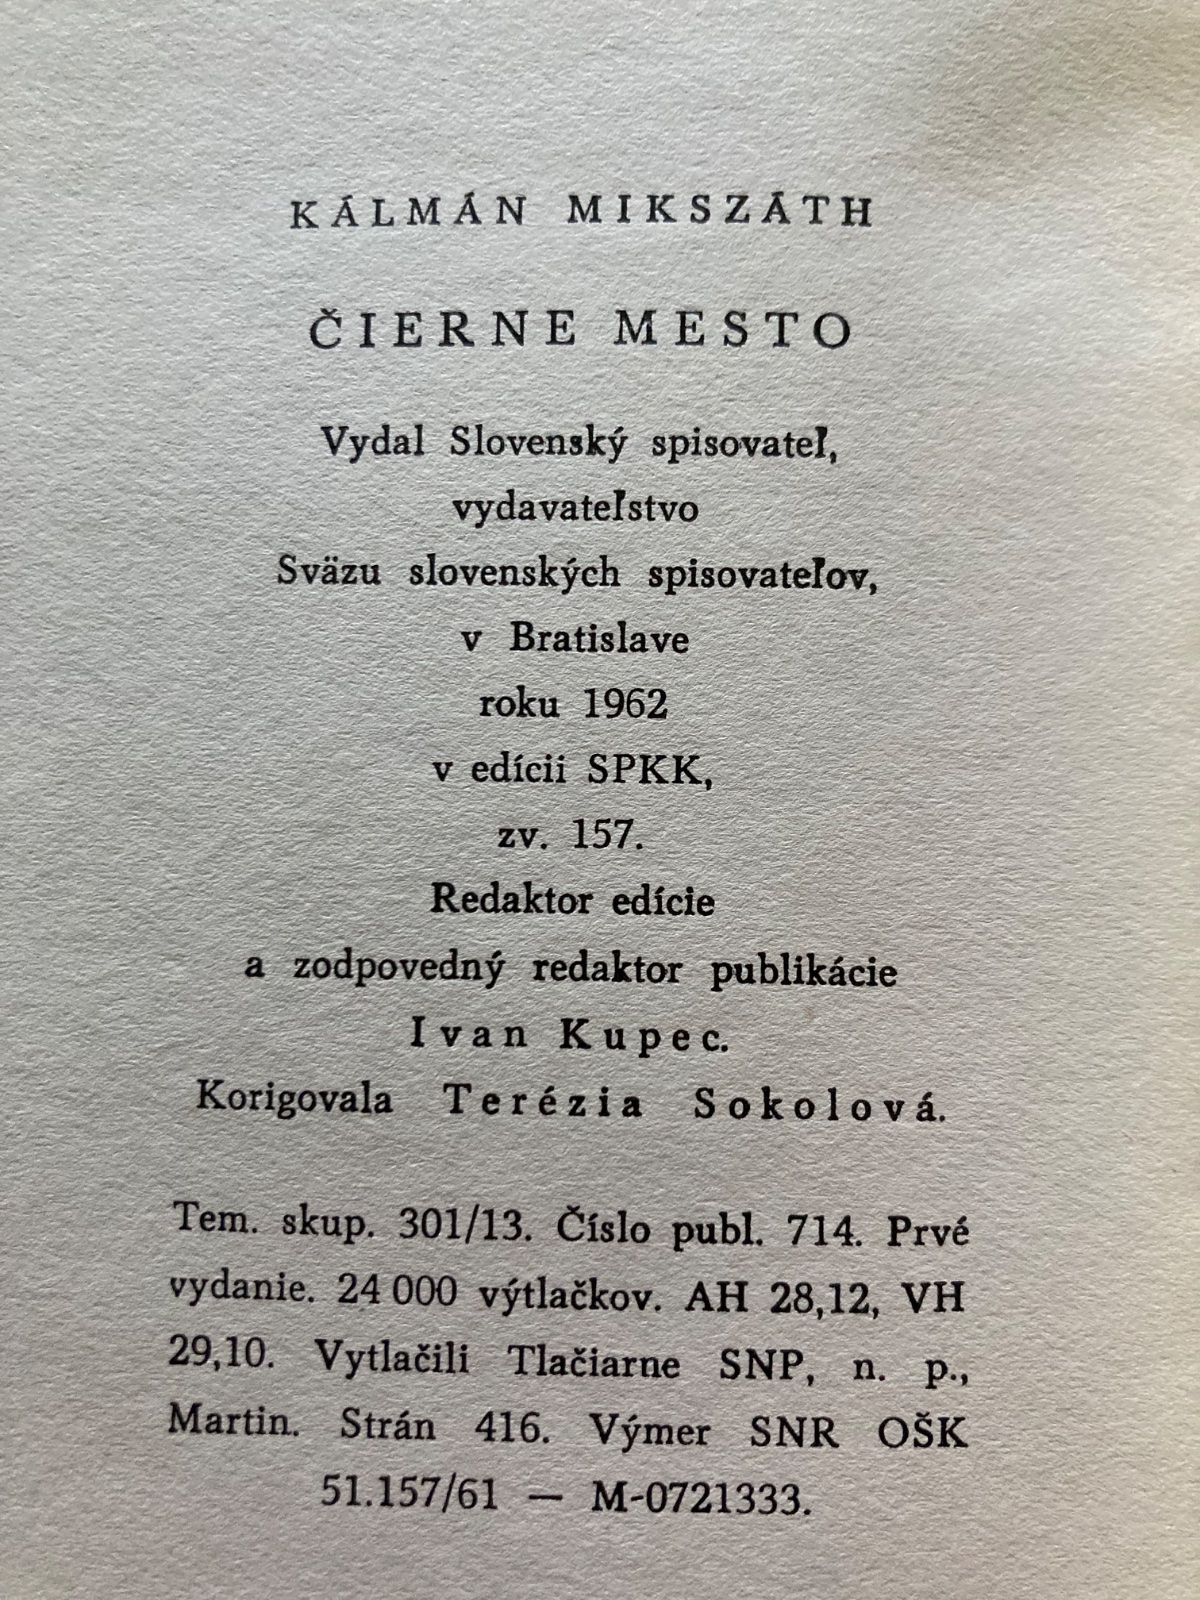 KÁLMÁN MIKSZÁTH
ČIERNE MESTO
Vydal Slovenský spisovateľ,
vydavateľstvo
Sväzu slovenských spisovateľov,
v Bratislave
roku 1962
v edícii SPKK,
zv. 157.
Redaktor edície
a zodpovedný redaktor publikácie
Ivan Kupec.
Korigovala Terézia Sokolová.
Tem. skup. 301/13. Číslo publ. 714. Prvé
vydanie. 24 000 výtlačkov. AH 28,12, VH
29,10. Vytlačili Tlačiarne SNP, n. p.,
Martin. Strán 416. Výmer SNR OŠK
51.157/61 — M-0721333.